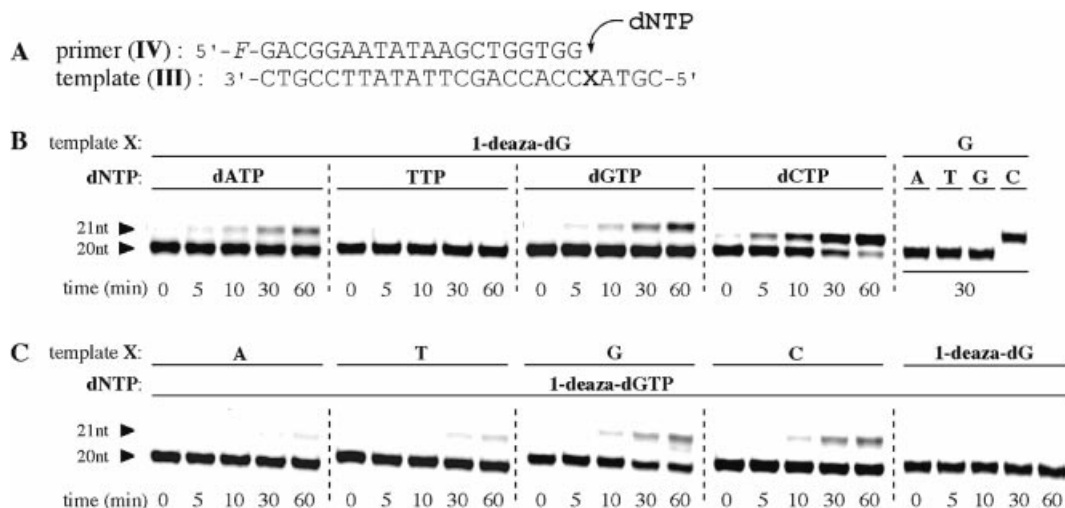 dNTP
A primer (IV) : 5'-F-GACGGAATATAAGCTGGTGG
template (III) : 3'-CTGCCTTATATTCGACCACCXATGC-5'
B template X: 1-deaza-dG G
dNTP: dATP TTP dGTP dCTP A T G C
21nt
20nt
time (min) 0 5 10 30 60 0 5 10 30 60 0 5 10 30 60 0 5 10 30 60 30
C template X: A T G C 1-deaza-dG
dNTP: 1-deaza-dGTP
21nt
20nt
time (min) 0 5 10 30 60 0 5 10 30 60 0 5 10 30 60 0 5 10 30 60 0 5 10 30 60